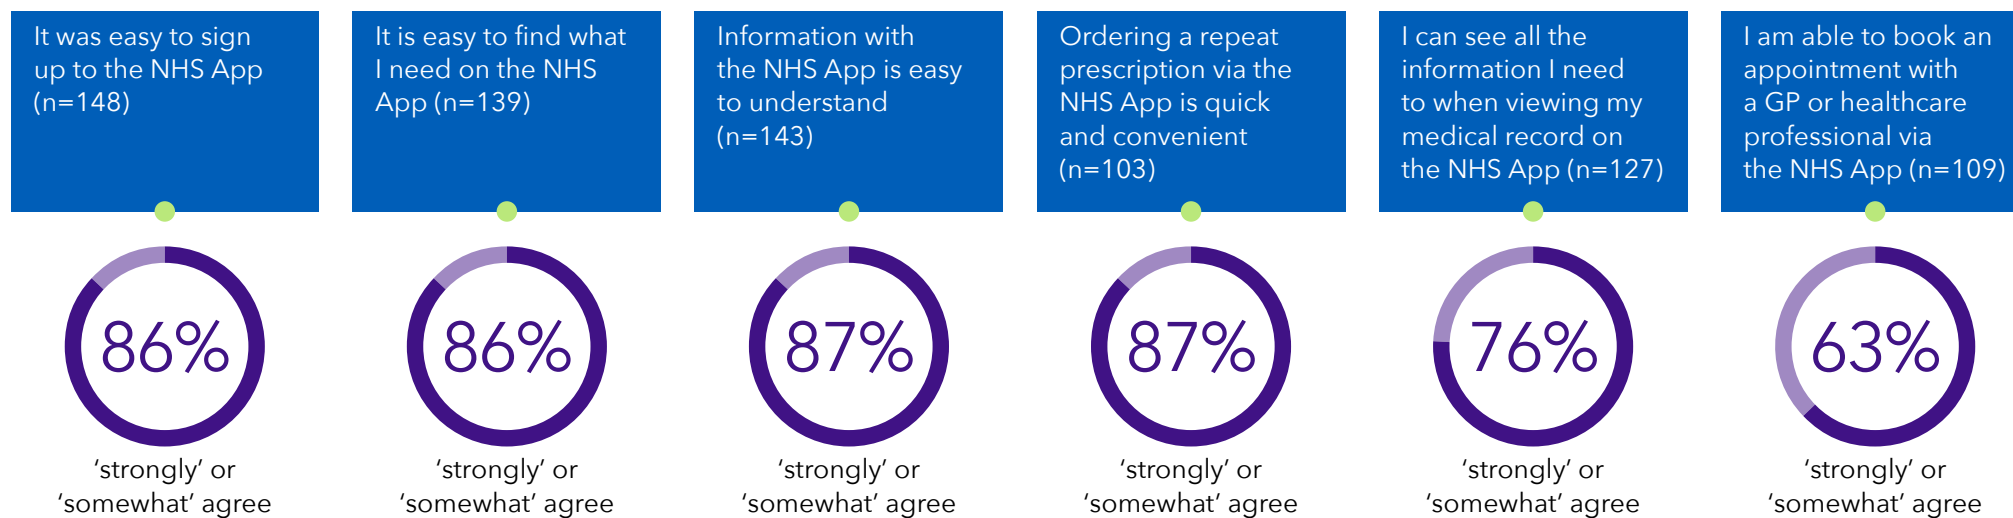 It was easy to sign
up to the NHS App
(n=148)
It is easy to find what
I need on the NHS
App (n=139)
Information with
the NHS App is easy
to understand
(n=143)
Ordering a repeat
prescription via the
NHS App is quick
and convenient
(n=103)
I can see all the
information I need
to when viewing my
medical record on
the NHS App (n=127)
I am able to book an
appointment with
a GP or healthcare
professional via
the NHS App (n=109)
86%
86%
87%
87%
76%
63%
‘strongly’ or
‘somewhat’ agree
‘strongly’ or
‘somewhat’ agree
‘strongly’ or
‘somewhat’ agree
‘strongly’ or
‘somewhat’ agree
‘strongly’ or
‘somewhat’ agree
‘strongly’ or
‘somewhat’ agree